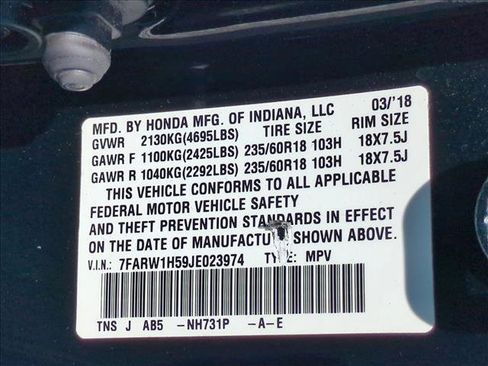 MFD. BY HONDA MFG. OF INDIANA, LLC 03/'18
GVWR 2130KG(4695LBS) TIRE SIZE RIM SIZE
GAWR F 1100KG(2425LBS) 235/60R18 103H 18X7.5J
GAWR R 1040KG(2292LBS) 235/60R18 103H 18X7.5J
THIS VEHICLE CONFORMS TO ALL APPLICABLE
FEDERAL MOTOR VEHICLE SAFETY
AND THEFT PREVENTION STANDARDS IN EFFECT
ON THE DATE OF MANUFACTU SHOWN ABOVE.
V.I.N.: 7FARW1H59JE023974 TYPE: MPV
TNS J AB5 -NH731P -A-E